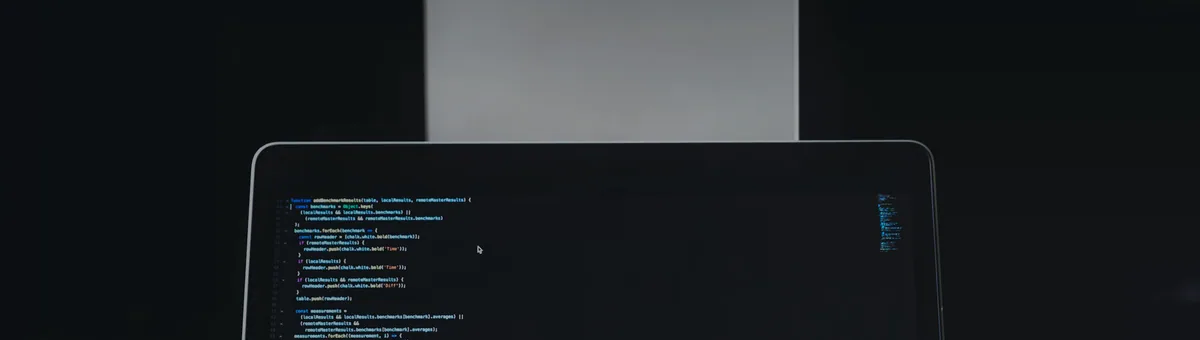 function addBenchmarkResults(table, localResults, remoteMasterResults) {
const benchmarks = Object.keys(
(localResults && localResults.benchmarks) ||
(remoteMasterResults && remoteMasterResults.benchmarks)
);
benchmarks.forEach(benchmark => {
const rowHeader = [chalk.white.bold(benchmark)];
if (remoteMasterResults) {
rowHeader.push(chalk.white.bold('Time'));
}
if (localResults) {
rowHeader.push(chalk.white.bold('Time'));
}
if (localResults && remoteMasterResults) {
rowHeader.push(chalk.white.bold('Diff'));
}
table.push(rowHeader);
const measurements =
(localResults && localResults.benchmarks[benchmark].averages) ||
(remoteMasterResults &&
remoteMasterResults.benchmarks[benchmark].averages);
measurements.forEach((measurement, i) => {